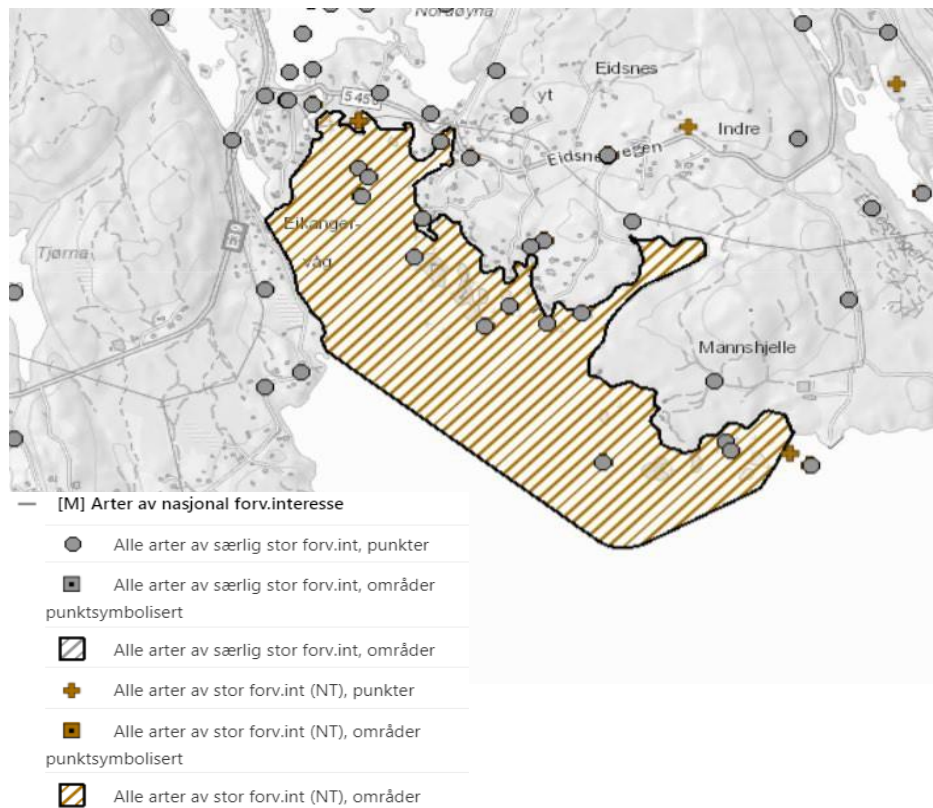 Nordøyna
Eidsnes
yt
S 45
Indre
Eidsnesvegen
Eikanger-
våg
E39
Tjørna
Mannshjelle
[M] Arter av nasjonal forv.interesse
Alle arter av særlig stor forv.int, punkter
Alle arter av særlig stor forv.int, områder
punktsymbolisert
Alle arter av særlig stor forv.int, områder
Alle arter av stor forv.int (NT), punkter
Alle arter av stor forv.int (NT), områder
punktsymbolisert
Alle arter av stor forv.int (NT), områder